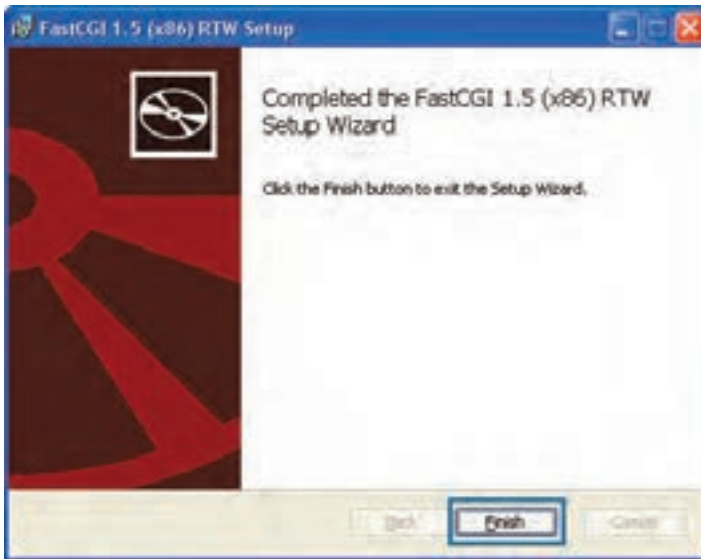 FastCGI 1.5 (x86) RTW Setup
Completed the FastCGI 1.5 (x86) RTW
Setup Wizard
Click the Finish button to exit the Setup Wizard.
Back Finish Cancel